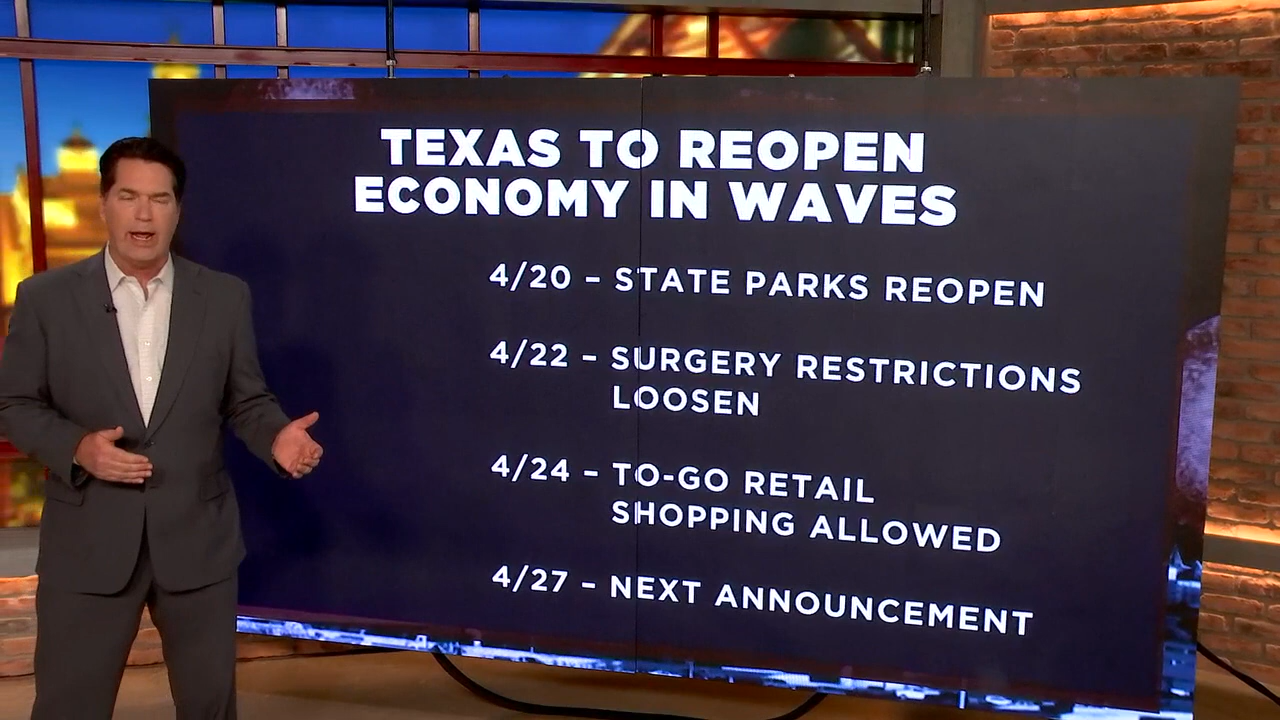 TEXAS TO REOPEN
ECONOMY IN WAVES
4/20 – STATE PARKS REOPEN
4/22 – SURGERY RESTRICTIONS
LOOSEN
4/24 – TO-GO RETAIL
SHOPPING ALLOWED
4/27 – NEXT ANNOUNCEMENT